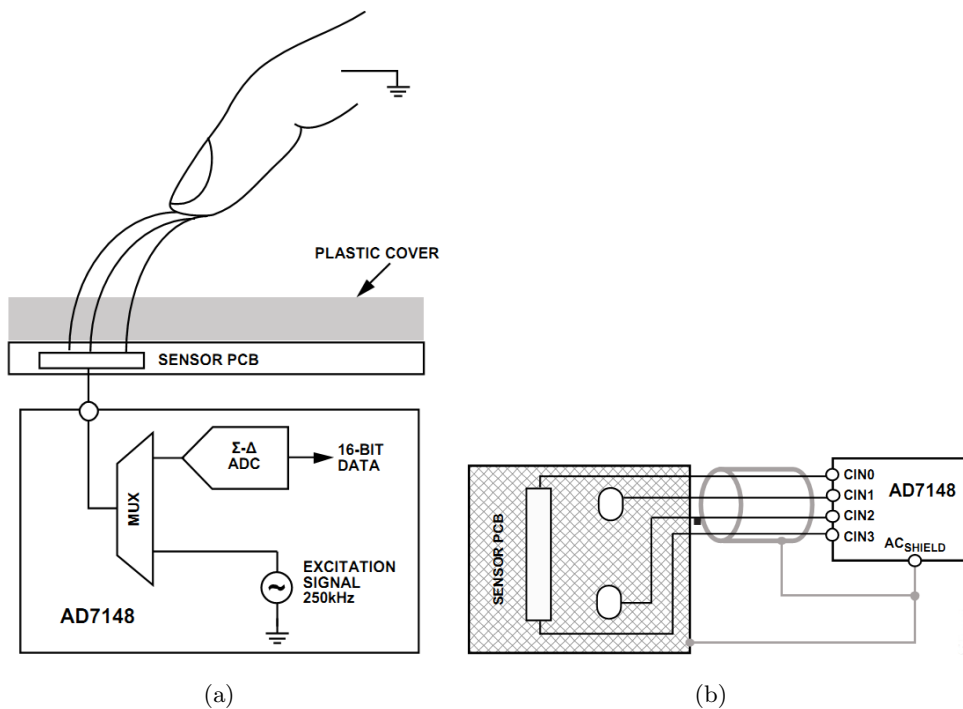 PLASTIC COVER
SENSOR PCB
Σ-Δ
ADC
16-BIT
DATA
MUX
EXCITATION
SIGNAL
250kHz
AD7148
(a)
SENSOR PCB
CIN0
CIN1
CIN2
CIN3
AD7148
ACSHIELD
(b)